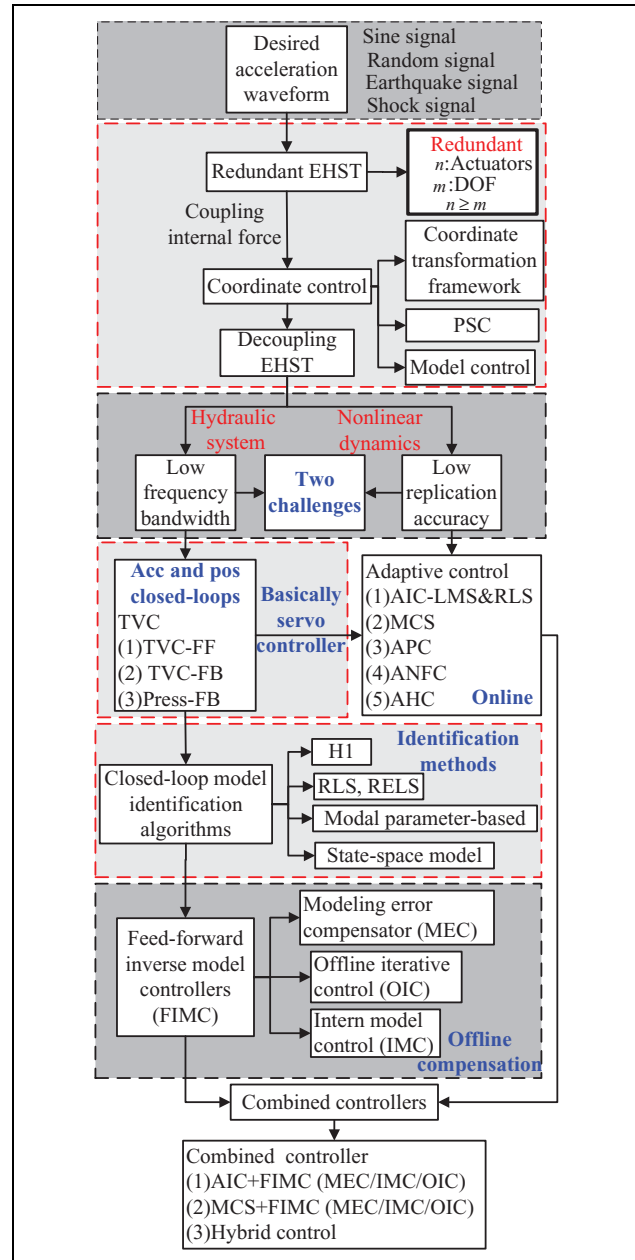 Desired
acceleration
waveform
Sine signal
Random signal
Earthquake signal
Shock signal
Redundant EHST
Redundant
n:Actuators
m:DOF
n ≥ m
Coupling
internal force
Coordinate control
Coordinate
transformation
framework
PSC
Model control
Decoupling
EHST
Hydraulic
system
Nonlinear
dynamics
Low
frequency
bandwidth
Two
challenges
Low
replication
accuracy
Acc and pos
closed-loops
TVC
(1)TVC-FF
(2) TVC-FB
(3)Press-FB
Basically
servo
controller
Adaptive control
(1)AIC-LMS&RLS
(2)MCS
(3)APC
(4)ANFC
(5)AHC
Online
Identification
methods
Closed-loop model
identification
algorithms
H1
RLS, RELS
Modal parameter-based
State-space model
Feed-forward
inverse model
controllers
(FIMC)
Modeling error
compensator (MEC)
Offline iterative
control (OIC)
Intern model
control (IMC)
Offline
compensation
Combined controllers
Combined controller
(1)AIC+FIMC (MEC/IMC/OIC)
(2)MCS+FIMC (MEC/IMC/OIC)
(3)Hybrid control